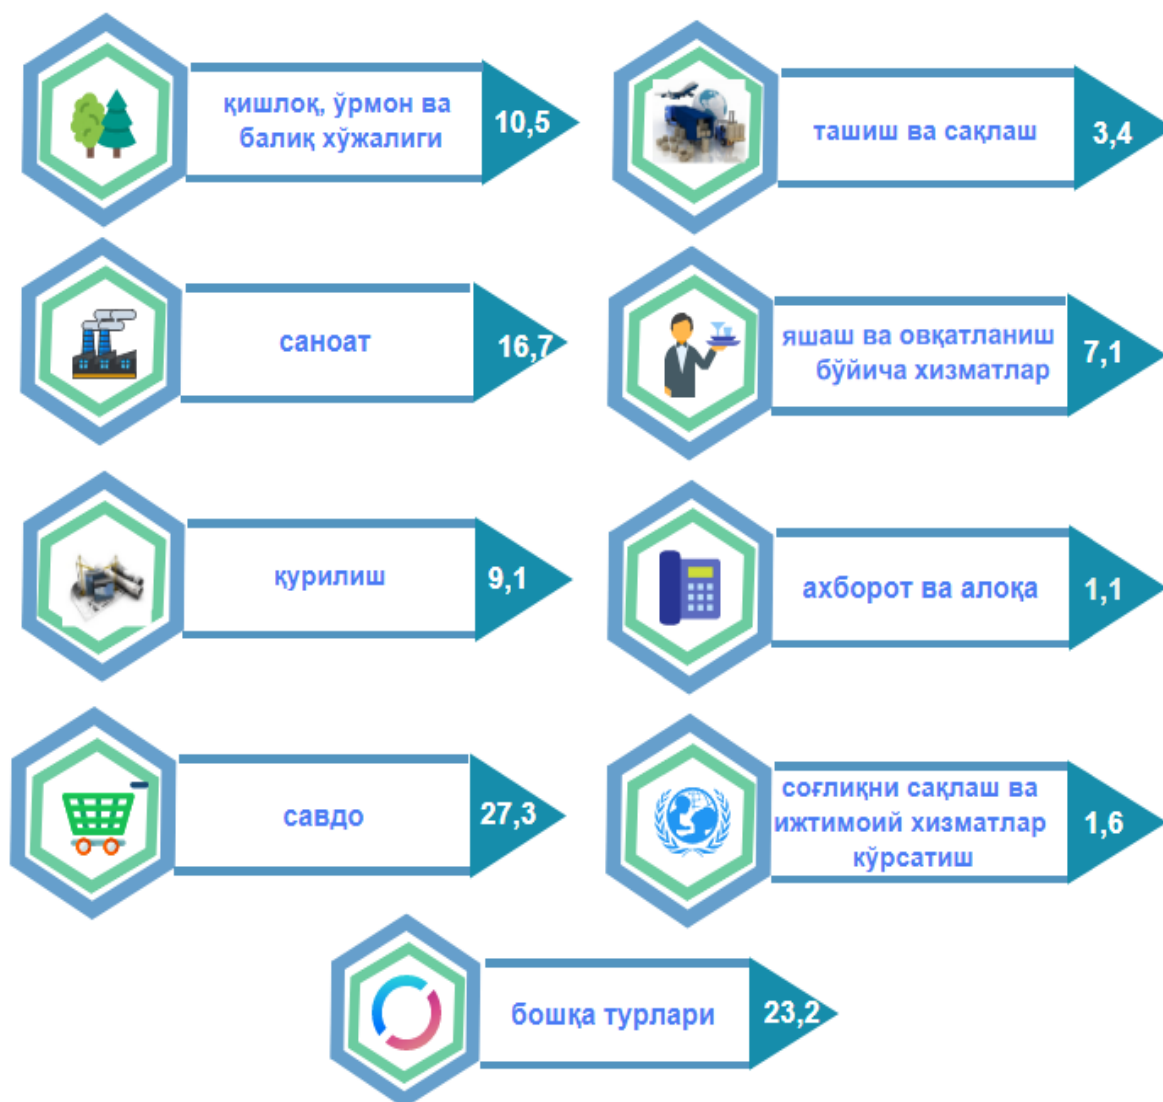 қишлоқ, ўрмон ва
балиқ хўжалиги
10,5
ташиш ва сақлаш
3,4
саноат
16,7
яшаш ва овқатланиш
бўйича хизматлар
7,1
қурилиш
9,1
ахборот ва алоқа
1,1
савдо
27,3
соғлиқни сақлаш ва
ижтимоий хизматлар
кўрсатиш
1,6
бошқа турлари
23,2